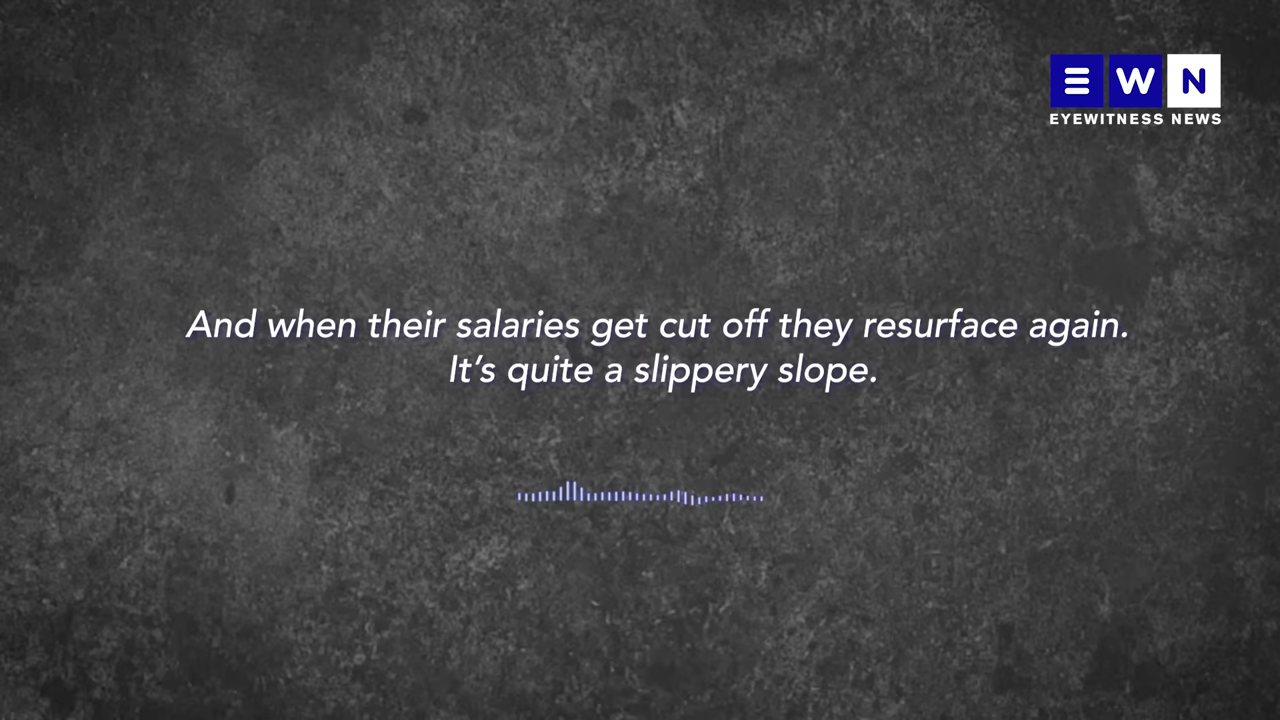 EWN
EYEWITNESS NEWS
And when their salaries get cut off they resurface again.
It's quite a slippery slope.